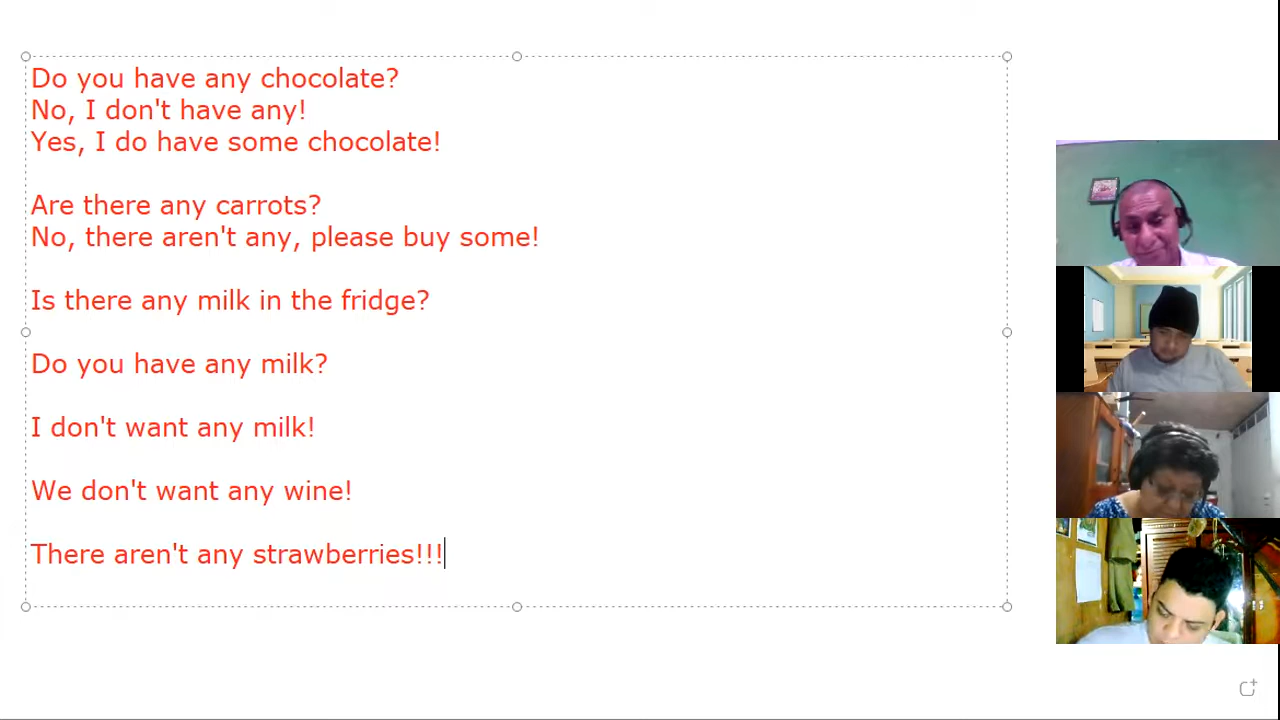 Do you have any chocolate?
No, I don't have any!
Yes, I do have some chocolate!
Are there any carrots?
No, there aren't any, please buy some!
Is there any milk in the fridge?
Do you have any milk?
I don't want any milk!
We don't want any wine!
There aren't any strawberries!!!